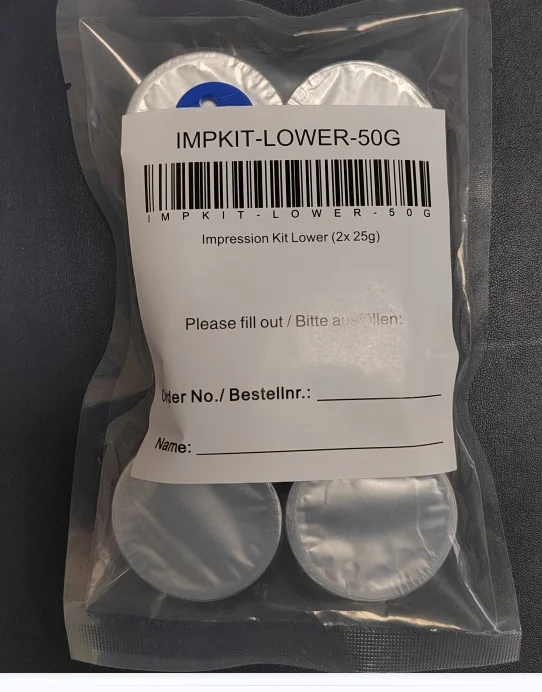 IMPKIT-LOWER-50G
IMPKIT-LOWER-50G
Impression Kit Lower (2x 25g)
Please fill out / Bitte ausfüllen:
Order No./ Bestellnr.:
Name: